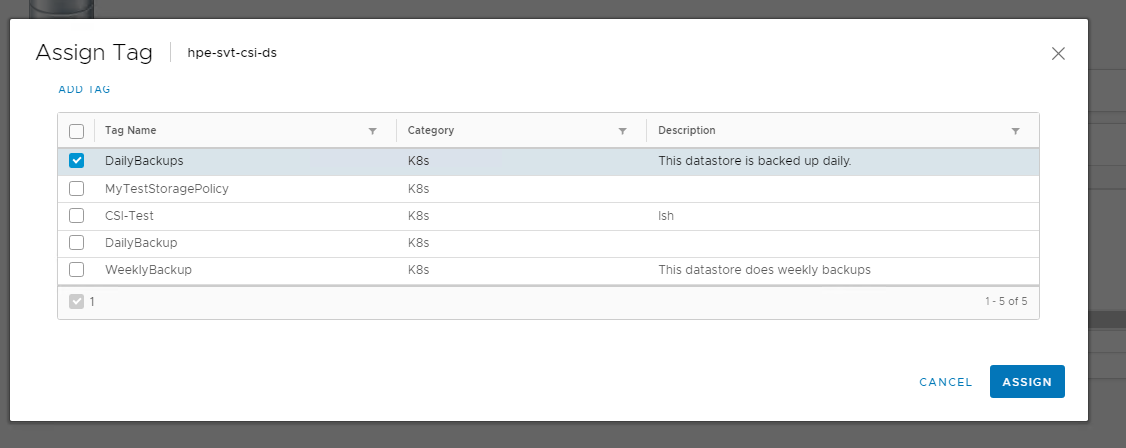 Assign Tag hpe-svt-csi-ds
ADD TAG
Tag Name Category Description
DailyBackups K8s This datastore is backed up daily.
MyTestStoragePolicy K8s
CSI-Test K8s lsh
DailyBackup K8s
WeeklyBackup K8s This datastore does weekly backups
1 1 - 5 of 5
CANCEL ASSIGN